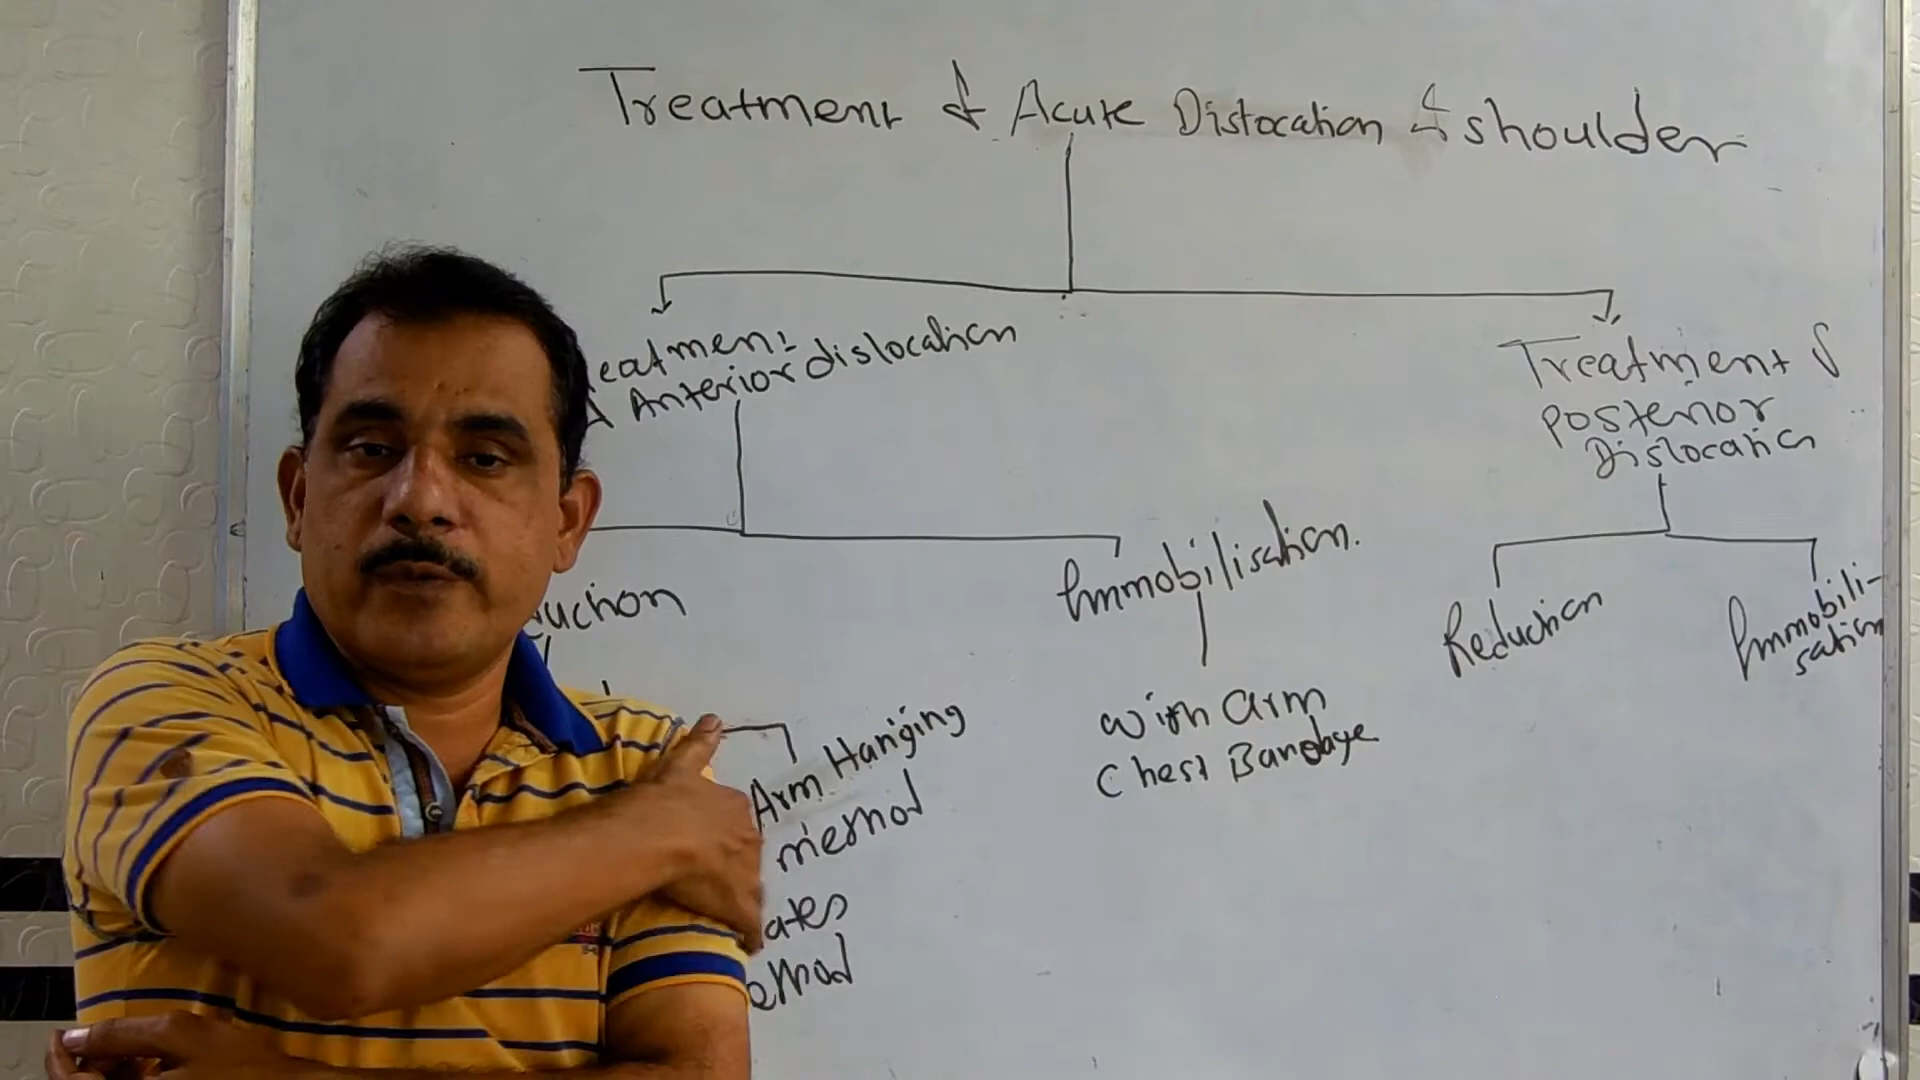 Treatment of Acute Dislocation of shoulder
eatment
Anterior dislocation
Treatment of
Posterior
Dislocation
uction
Immobilisation.
Reduction
Immobili-
sation
Arm Hanging
method
with arm
Chest Bandage
ates
ethod